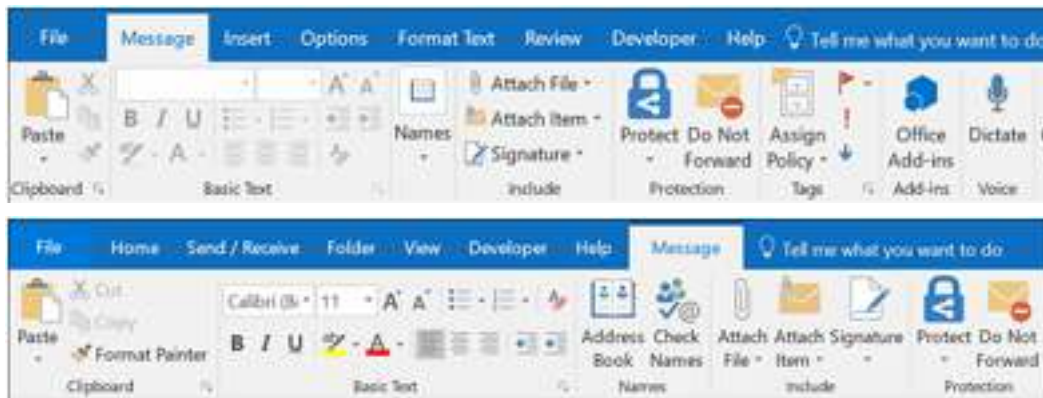 File Message Insert Options Format Text Review Developer Help Tell me what you want to do
A A Attach File
Paste B I U Names Attach Item Protect Do Not Assign Office Dictate
A Signature Forward Policy Add-ins
Clipboard Basic Text Include Protection Tags Add-ins Voice
File Home Send / Receive Folder View Developer Help Message Tell me what you want to do
Cut
Copy Calibri (B 11 A A
Paste Format Painter B I U A Address Check Attach Attach Signature Protect Do Not
Book Names File Item Forward
Clipboard Basic Text Names Include Protection